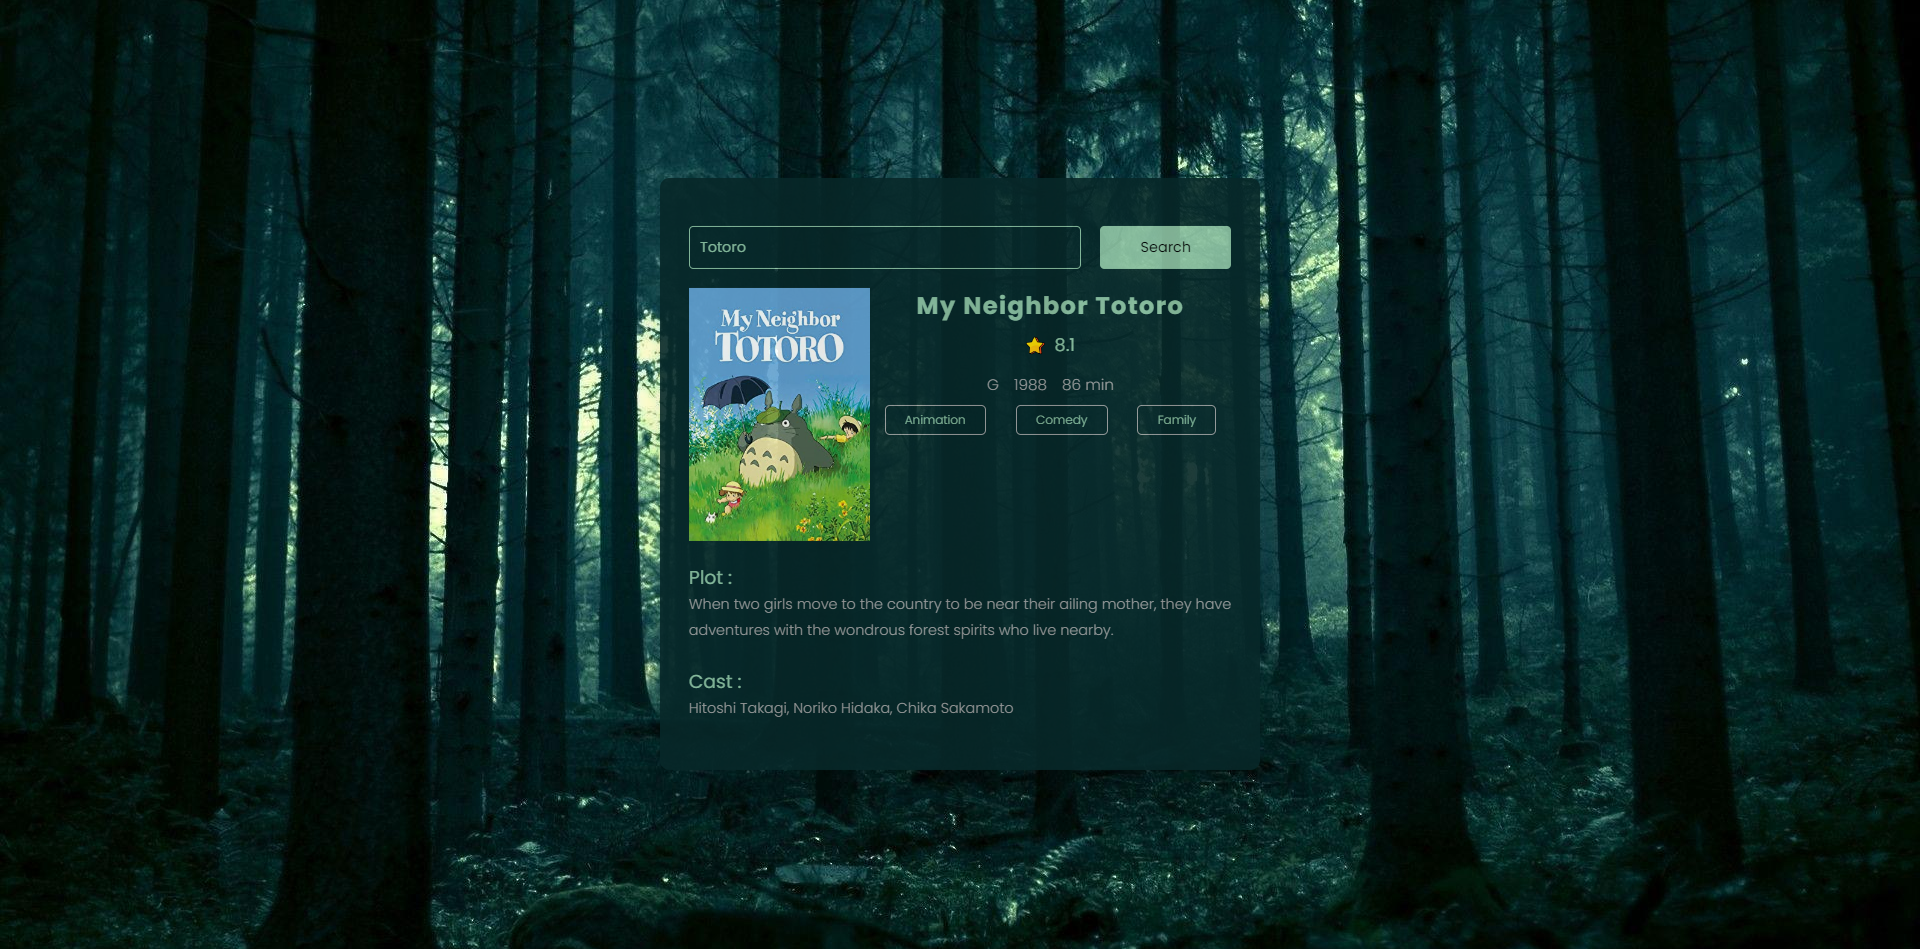 Totoro
Search
My Neighbor
TOTORO
My Neighbor Totoro
8.1
G 1988 86 min
Animation Comedy Family
Plot :
When two girls move to the country to be near their ailing mother, they have
adventures with the wondrous forest spirits who live nearby.
Cast :
Hitoshi Takagi, Noriko Hidaka, Chika Sakamoto